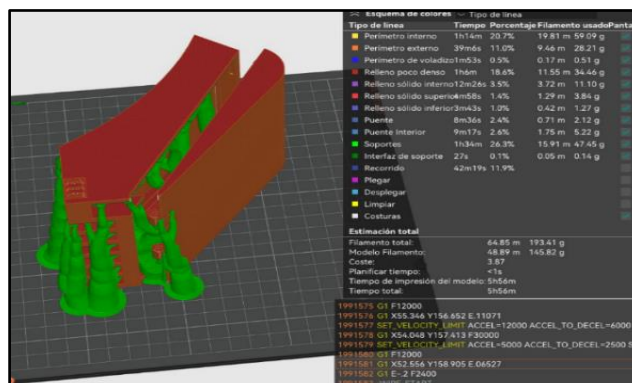 Esquema de colores Tipo de linea
Tipo de línea Tiempo Porcentaje Filamento usado Panta
Perímetro interno 1h14m 20.7% 19.81 m 59.09 g
Perímetro externo 39m6s 11.0% 9.46 m 28.21 g
Perímetro de voladizo 1m53s 0.5% 0.17 m 0.51 g
Relleno poco denso 1h6m 18.6% 11.55 m 34.46 g
Relleno sólido interno 12m26s 3.5% 3.72 m 11.10 g
Relleno sólido superior 4m58s 1.4% 1.29 m 3.84 g
Relleno sólido inferior 3m43s 1.0% 0.42 m 1.27 g
Puente 8m36s 2.4% 0.71 m 2.12 g
Puente Interior 9m17s 2.6% 1.75 m 5.22 g
Soportes 1h34m 26.3% 15.91 m 47.45 g
Interfaz de soporte 27s 0.1% 0.05 m 0.14 g
Recorrido 42m19s 11.9%
Plegar
Desplegar
Limpiar
Costuras
Estimación total
Filamento total: 64.85 m 193.41 g
Modelo Filamento: 48.89 m 145.82 g
Coste: 3.87
Planificar tiempo: <1s
Tiempo de impresión del modelo: 5h56m
Tiempo total: 5h56m
1991575 G1 F12000
1991576 G1 X55.346 Y156.652 E.11071
1991577 SET_VELOCITY_LIMIT ACCEL=12000 ACCEL_TO_DECEL=6000
1991578 G1 X54.048 Y157.413 F30000
1991579 SET_VELOCITY_LIMIT ACCEL=5000 ACCEL_TO_DECEL=2500 S
1991580 G1 F12000
1991581 G1 X52.556 Y158.905 E.06527
1991582 G1 E-.2 F2400